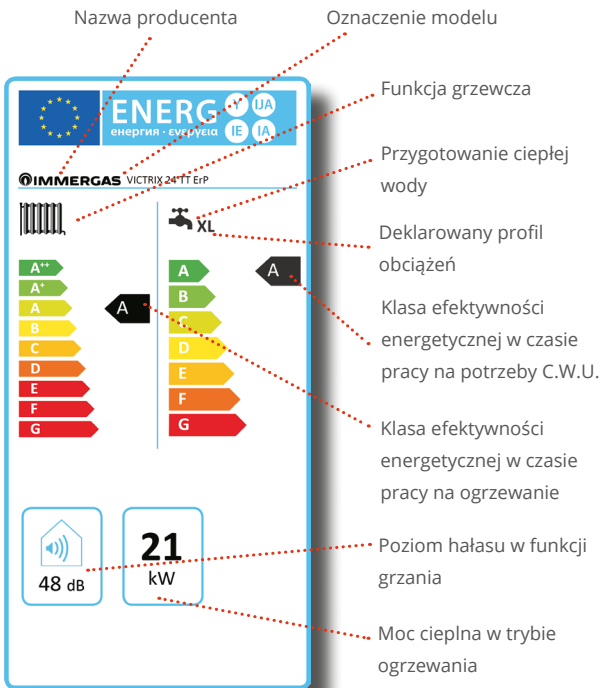 Nazwa producenta
Oznaczenie modelu
ENERG Y IJA
енергия · ενεργεια IE IA
IMMERGAS VICTRIX 24 TT ErP
XL
A++
A+
A
B
C
D
E
F
G
A
A
B
C
D
E
F
G
A
48 dB
21
kW
Funkcja grzewcza
Przygotowanie ciepłej
wody
Deklarowany profil
obciążeń
Klasa efektywności
energetycznej w czasie
pracy na potrzeby C.W.U.
Klasa efektywności
energetycznej w czasie
pracy na ogrzewanie
Poziom hałasu w funkcji
grzania
Moc cieplna w trybie
ogrzewania